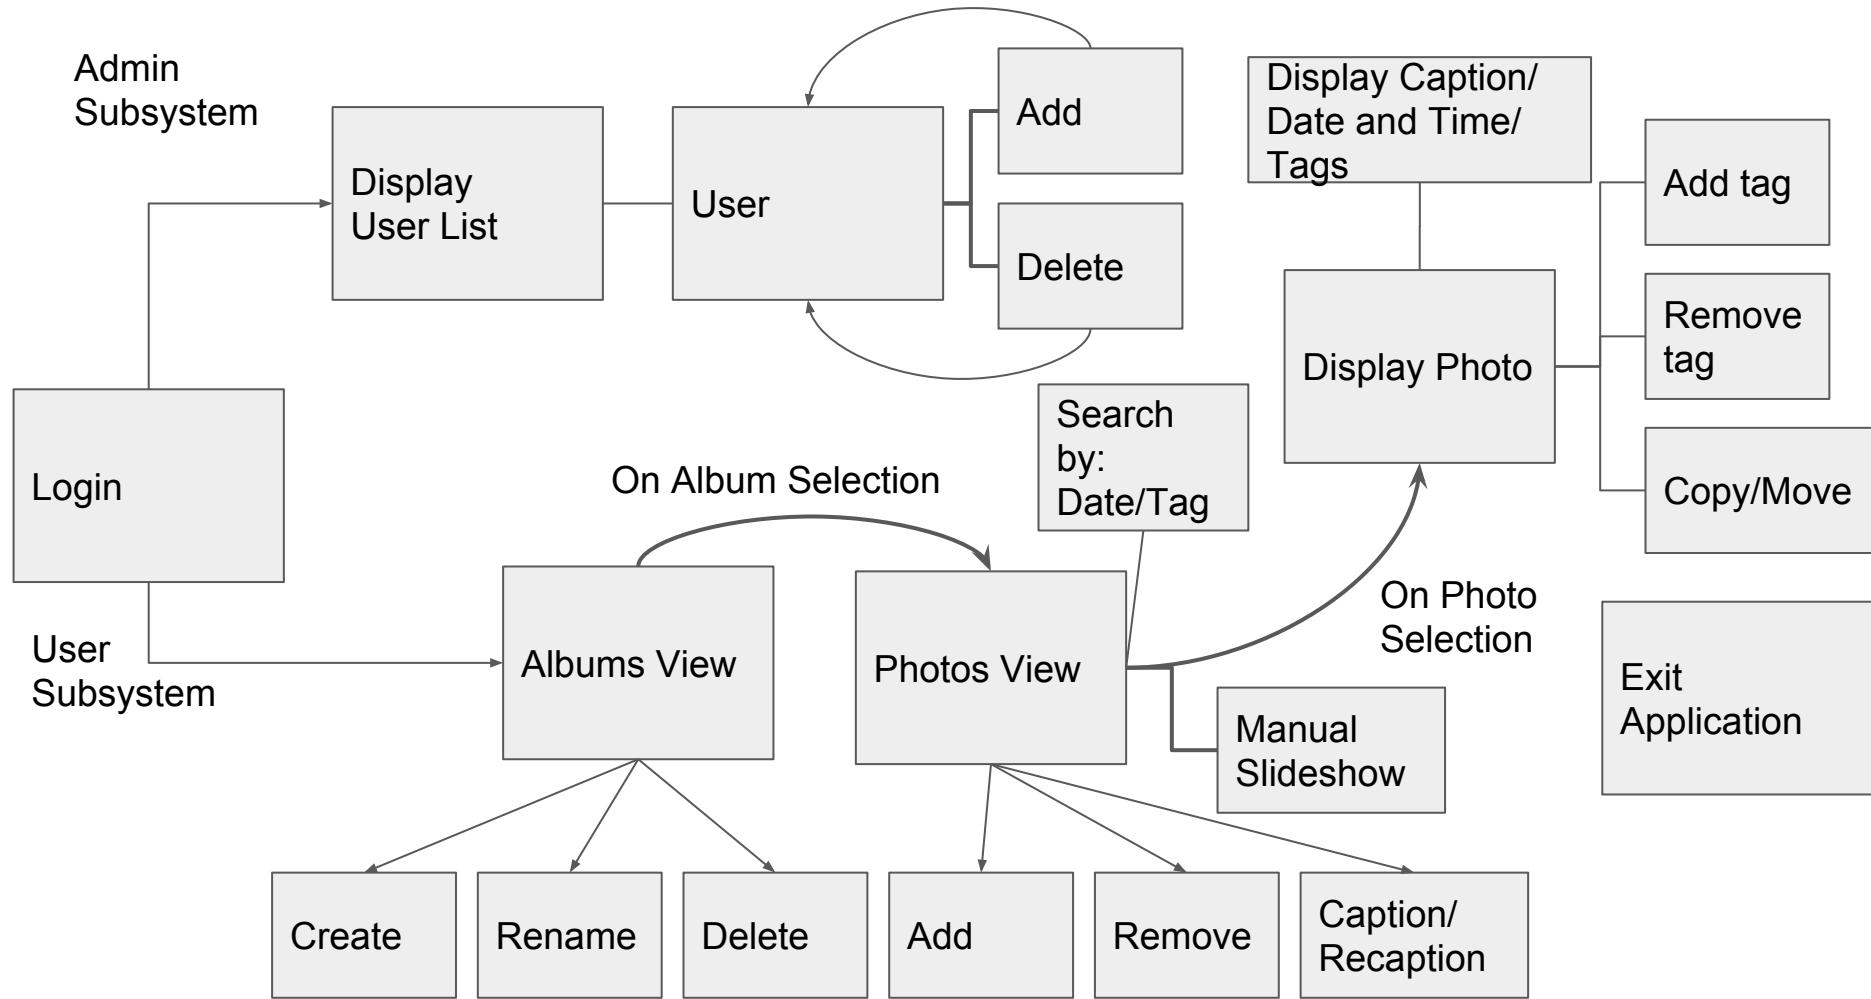 Admin
Subsystem
Display
User List
User
Add
Delete
Display Caption/
Date and Time/
Tags
Add tag
Remove
tag
Copy/Move
Display Photo
Search
by:
Date/Tag
Login
On Album Selection
On Photo
Selection
User
Subsystem
Albums View
Photos View
Manual
Slideshow
Exit
Application
Create
Rename
Delete
Add
Remove
Caption/
Recaption